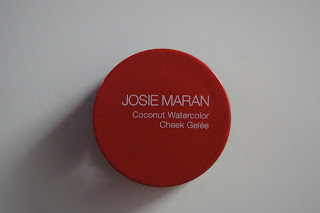 JOSIE MARAN
Coconut Watercolor
Cheek Gelée